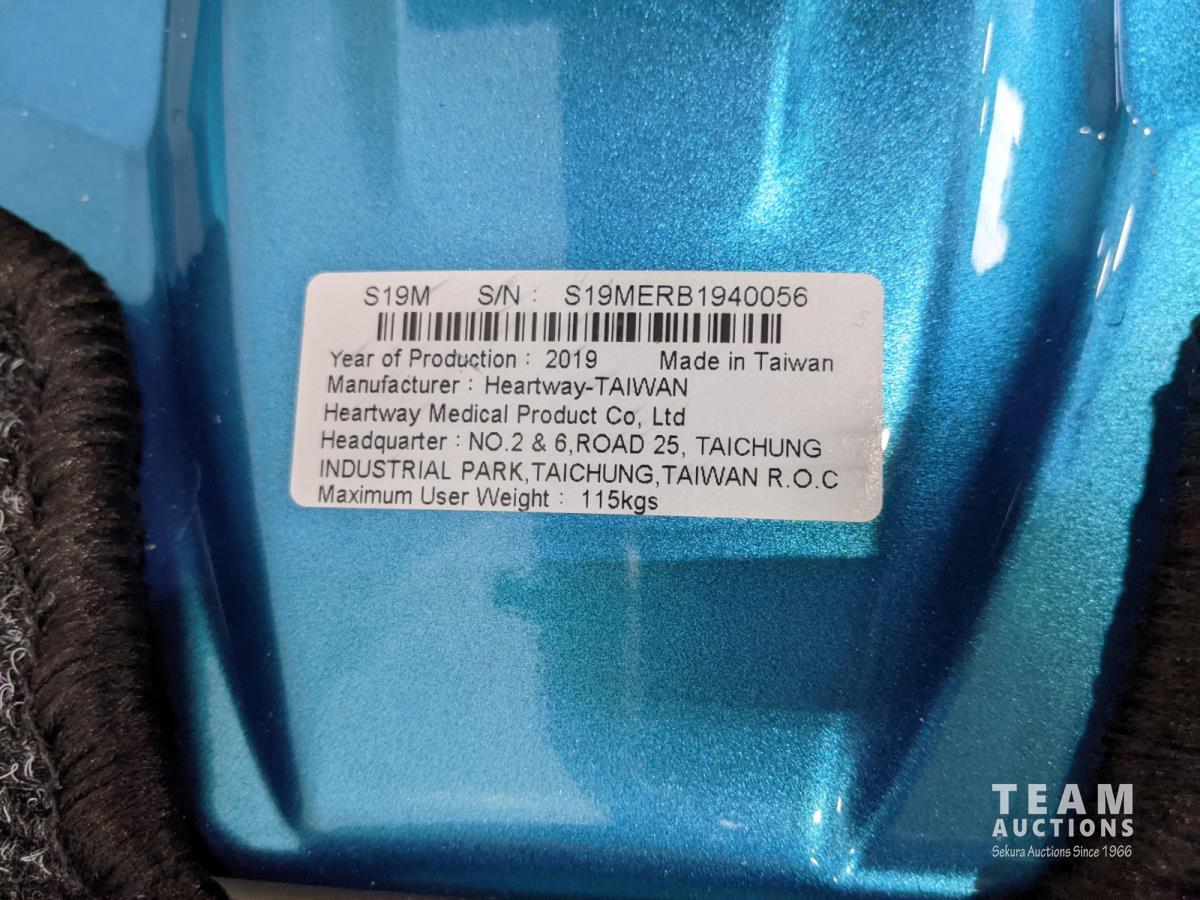 S19M S/N : S19MERB1940056
Year of Production : 2019 Made in Taiwan
Manufacturer : Heartway-TAIWAN
Heartway Medical Product Co, Ltd
Headquarter : NO.2 & 6,ROAD 25, TAICHUNG
INDUSTRIAL PARK,TAICHUNG,TAIWAN R.O.C
Maximum User Weight : 115kgs
TEAM
AUCTIONS
Sekura Auctions Since 1966